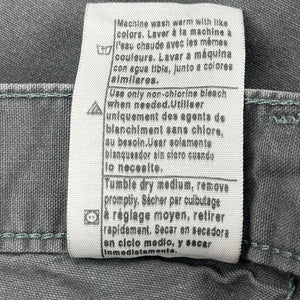 Machine wash warm with like
colors. Lavar à la machine à
l'eau chaude avec les mêmes
couleurs. Lavar a máquina
con agua tible, junto a colores
similares.
Use only non-chlorine bleach
when needed.Utiliser
uniquement des agents de
blanchiment sans chlore,
au besoin.Usar solamente
blanqueador sin cloro cuando
lo necesite.
Tumble dry medium, remove
promptly. Sécher par culbutage
à réglage moyen, retirer
rapidement. Secar en secadora
en ciclo medio, y sacar
inmediatamente.